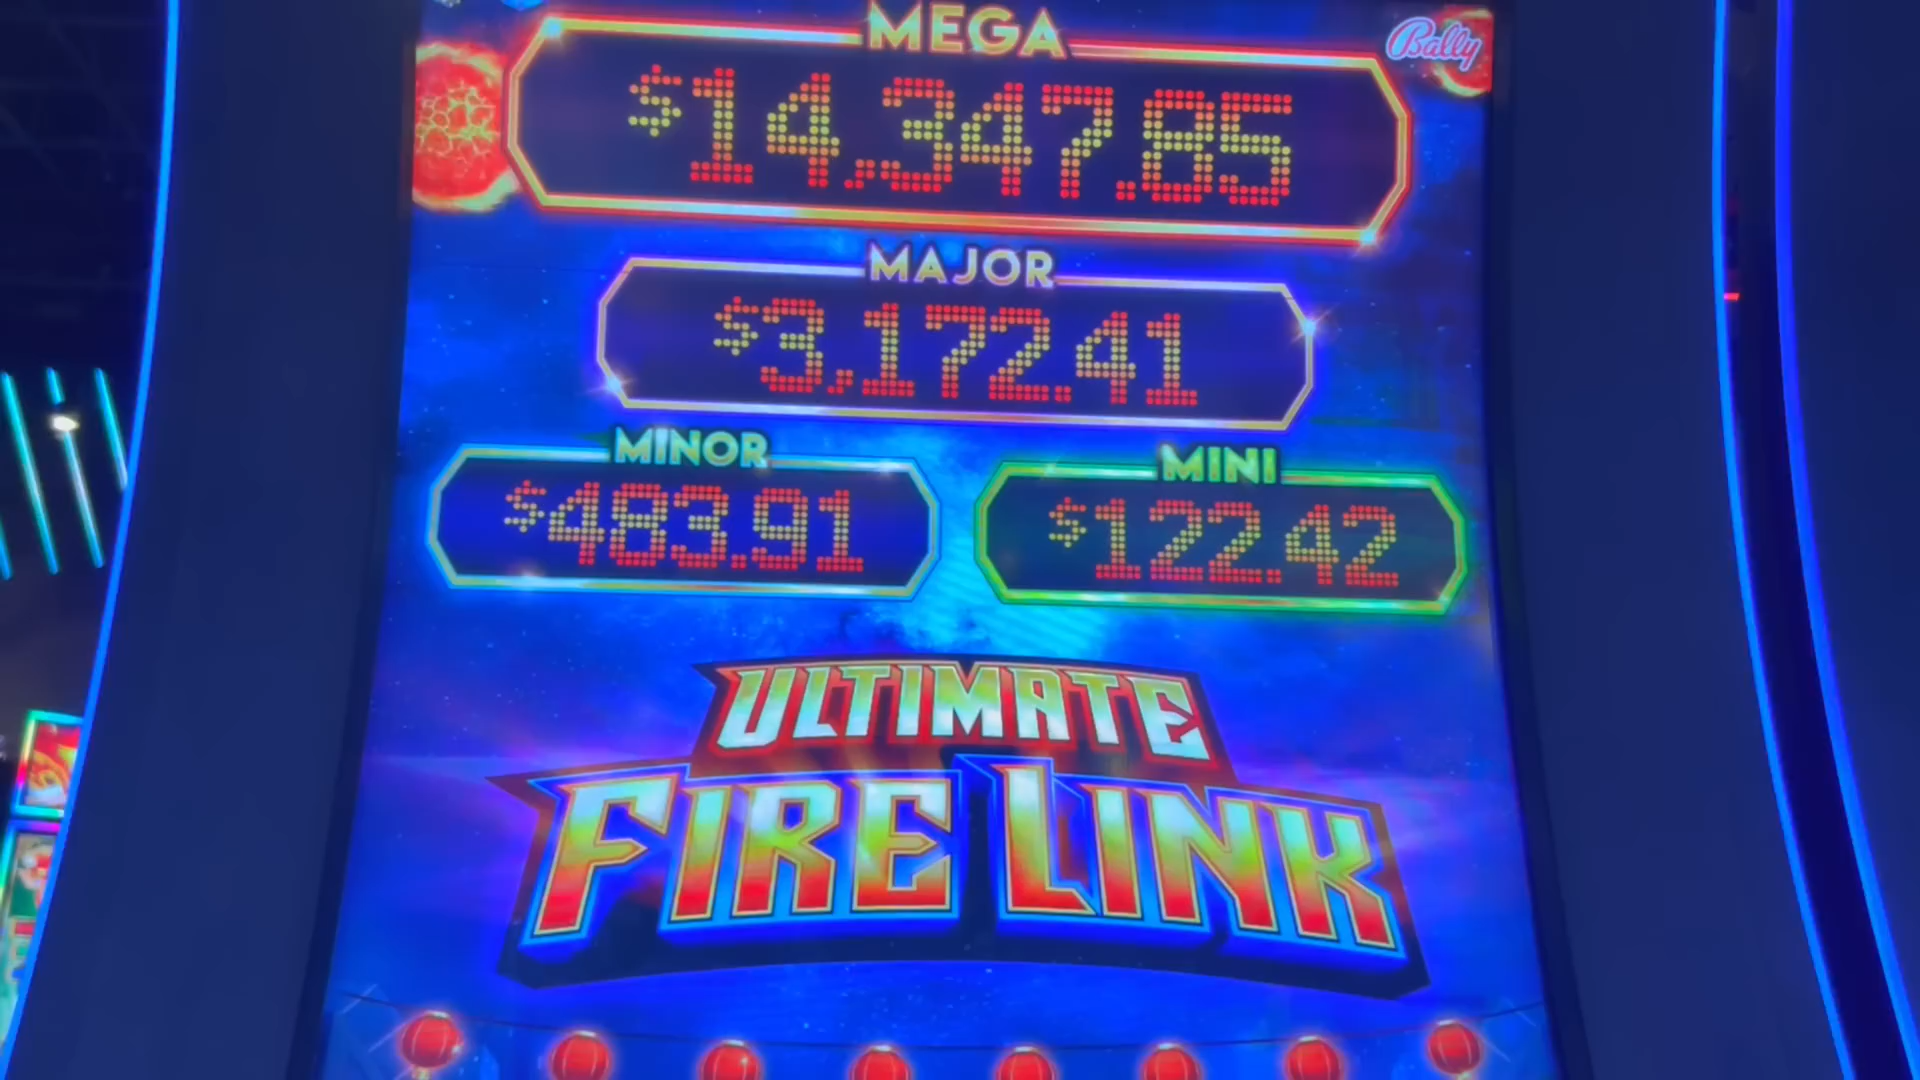 MEGA
Bally
$14,347.85
MAJOR
$3,172.41
MINOR
MINI
$483.91
$122.42
ULTIMATE
FIRE LINK